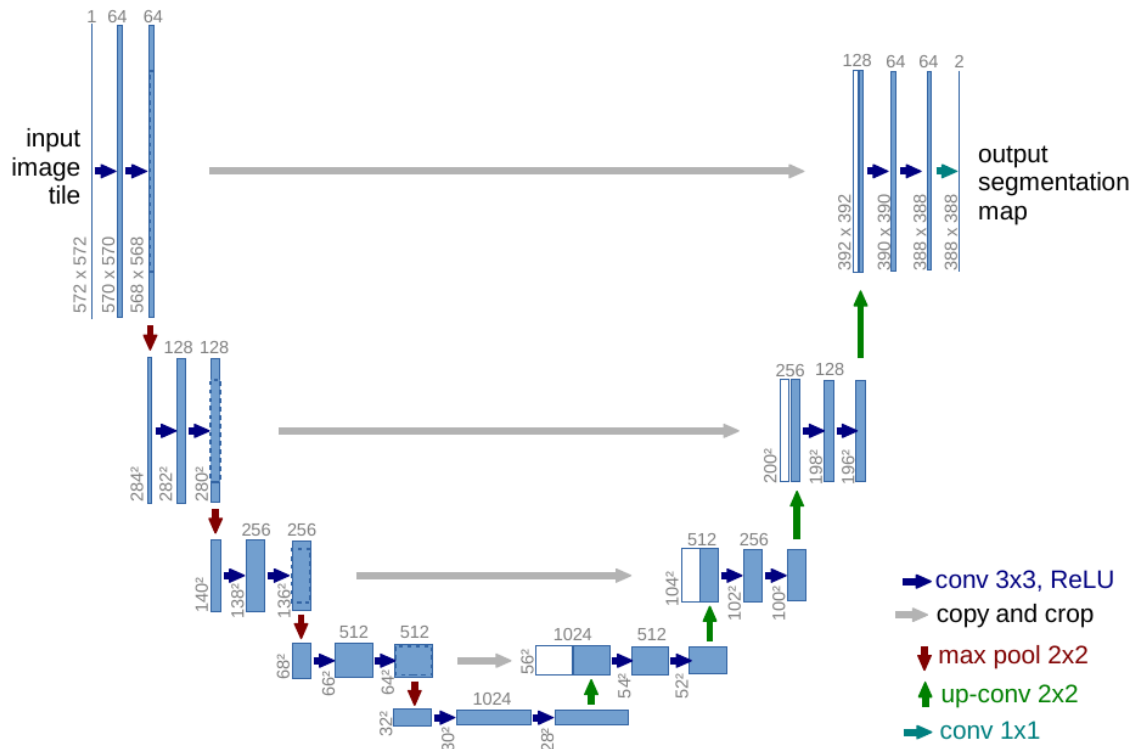 1
64
64
input
image
tile
572 x 572
570 x 570
568 x 568
128
64
64
2
output
segmentation
map
392 x 392
390 x 390
388 x 388
388 x 388
128
128
284²
282²
280²
256
128
200²
198²
196²
256
256
140²
138²
136²
512
256
104²
102²
100²
512
512
68²
66²
64²
1024
512
56²
54²
52²
1024
32²
30²
28²
conv 3x3, ReLU
copy and crop
max pool 2x2
up-conv 2x2
conv 1x1